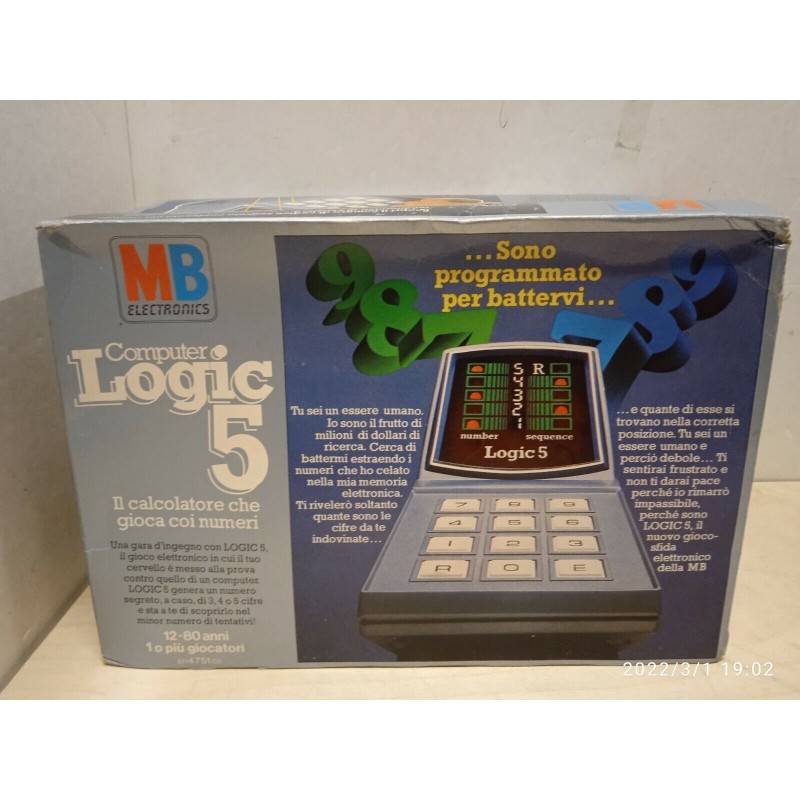 MB
ELECTRONICS
Computer
Logic
5
Il calcolatore che
gioca coi numeri
Una gara d'ingegno con LOGIC 5,
il gioco elettronico in cui il tuo
cervello è messo alla prova
contro quello di un computer.
LOGIC 5 genera un numero
segreto, a caso, di 3, 4 o 5 cifre
e sta a te di scoprirlo nel
minor numero di tentativi!
12-80 anni
1 o più giocatori
...Sono
programmato
per battervi...
987
789
Tu sei un essere umano.
Io sono il frutto di
milioni di dollari di
ricerca. Cerca di
battermi estraendo i
numeri che ho celato
nella mia memoria
elettronica.
Ti rivelerò soltanto
quante sono le
cifre da te
indovinate...
5 R
4
3
2
1
number sequence
Logic 5
7 8 9
4 5 6
1 2 3
R 0 E
...e quante di esse si
trovano nella corretta
posizione. Tu sei un
essere umano e
perciò debole... Ti
sentirai frustrato e
non ti darai pace
perché io rimarrò
impassibile,
perché sono
LOGIC 5, il
nuovo gioco-
sfida
elettronico
della MB
MB
2022/3/1 19:02